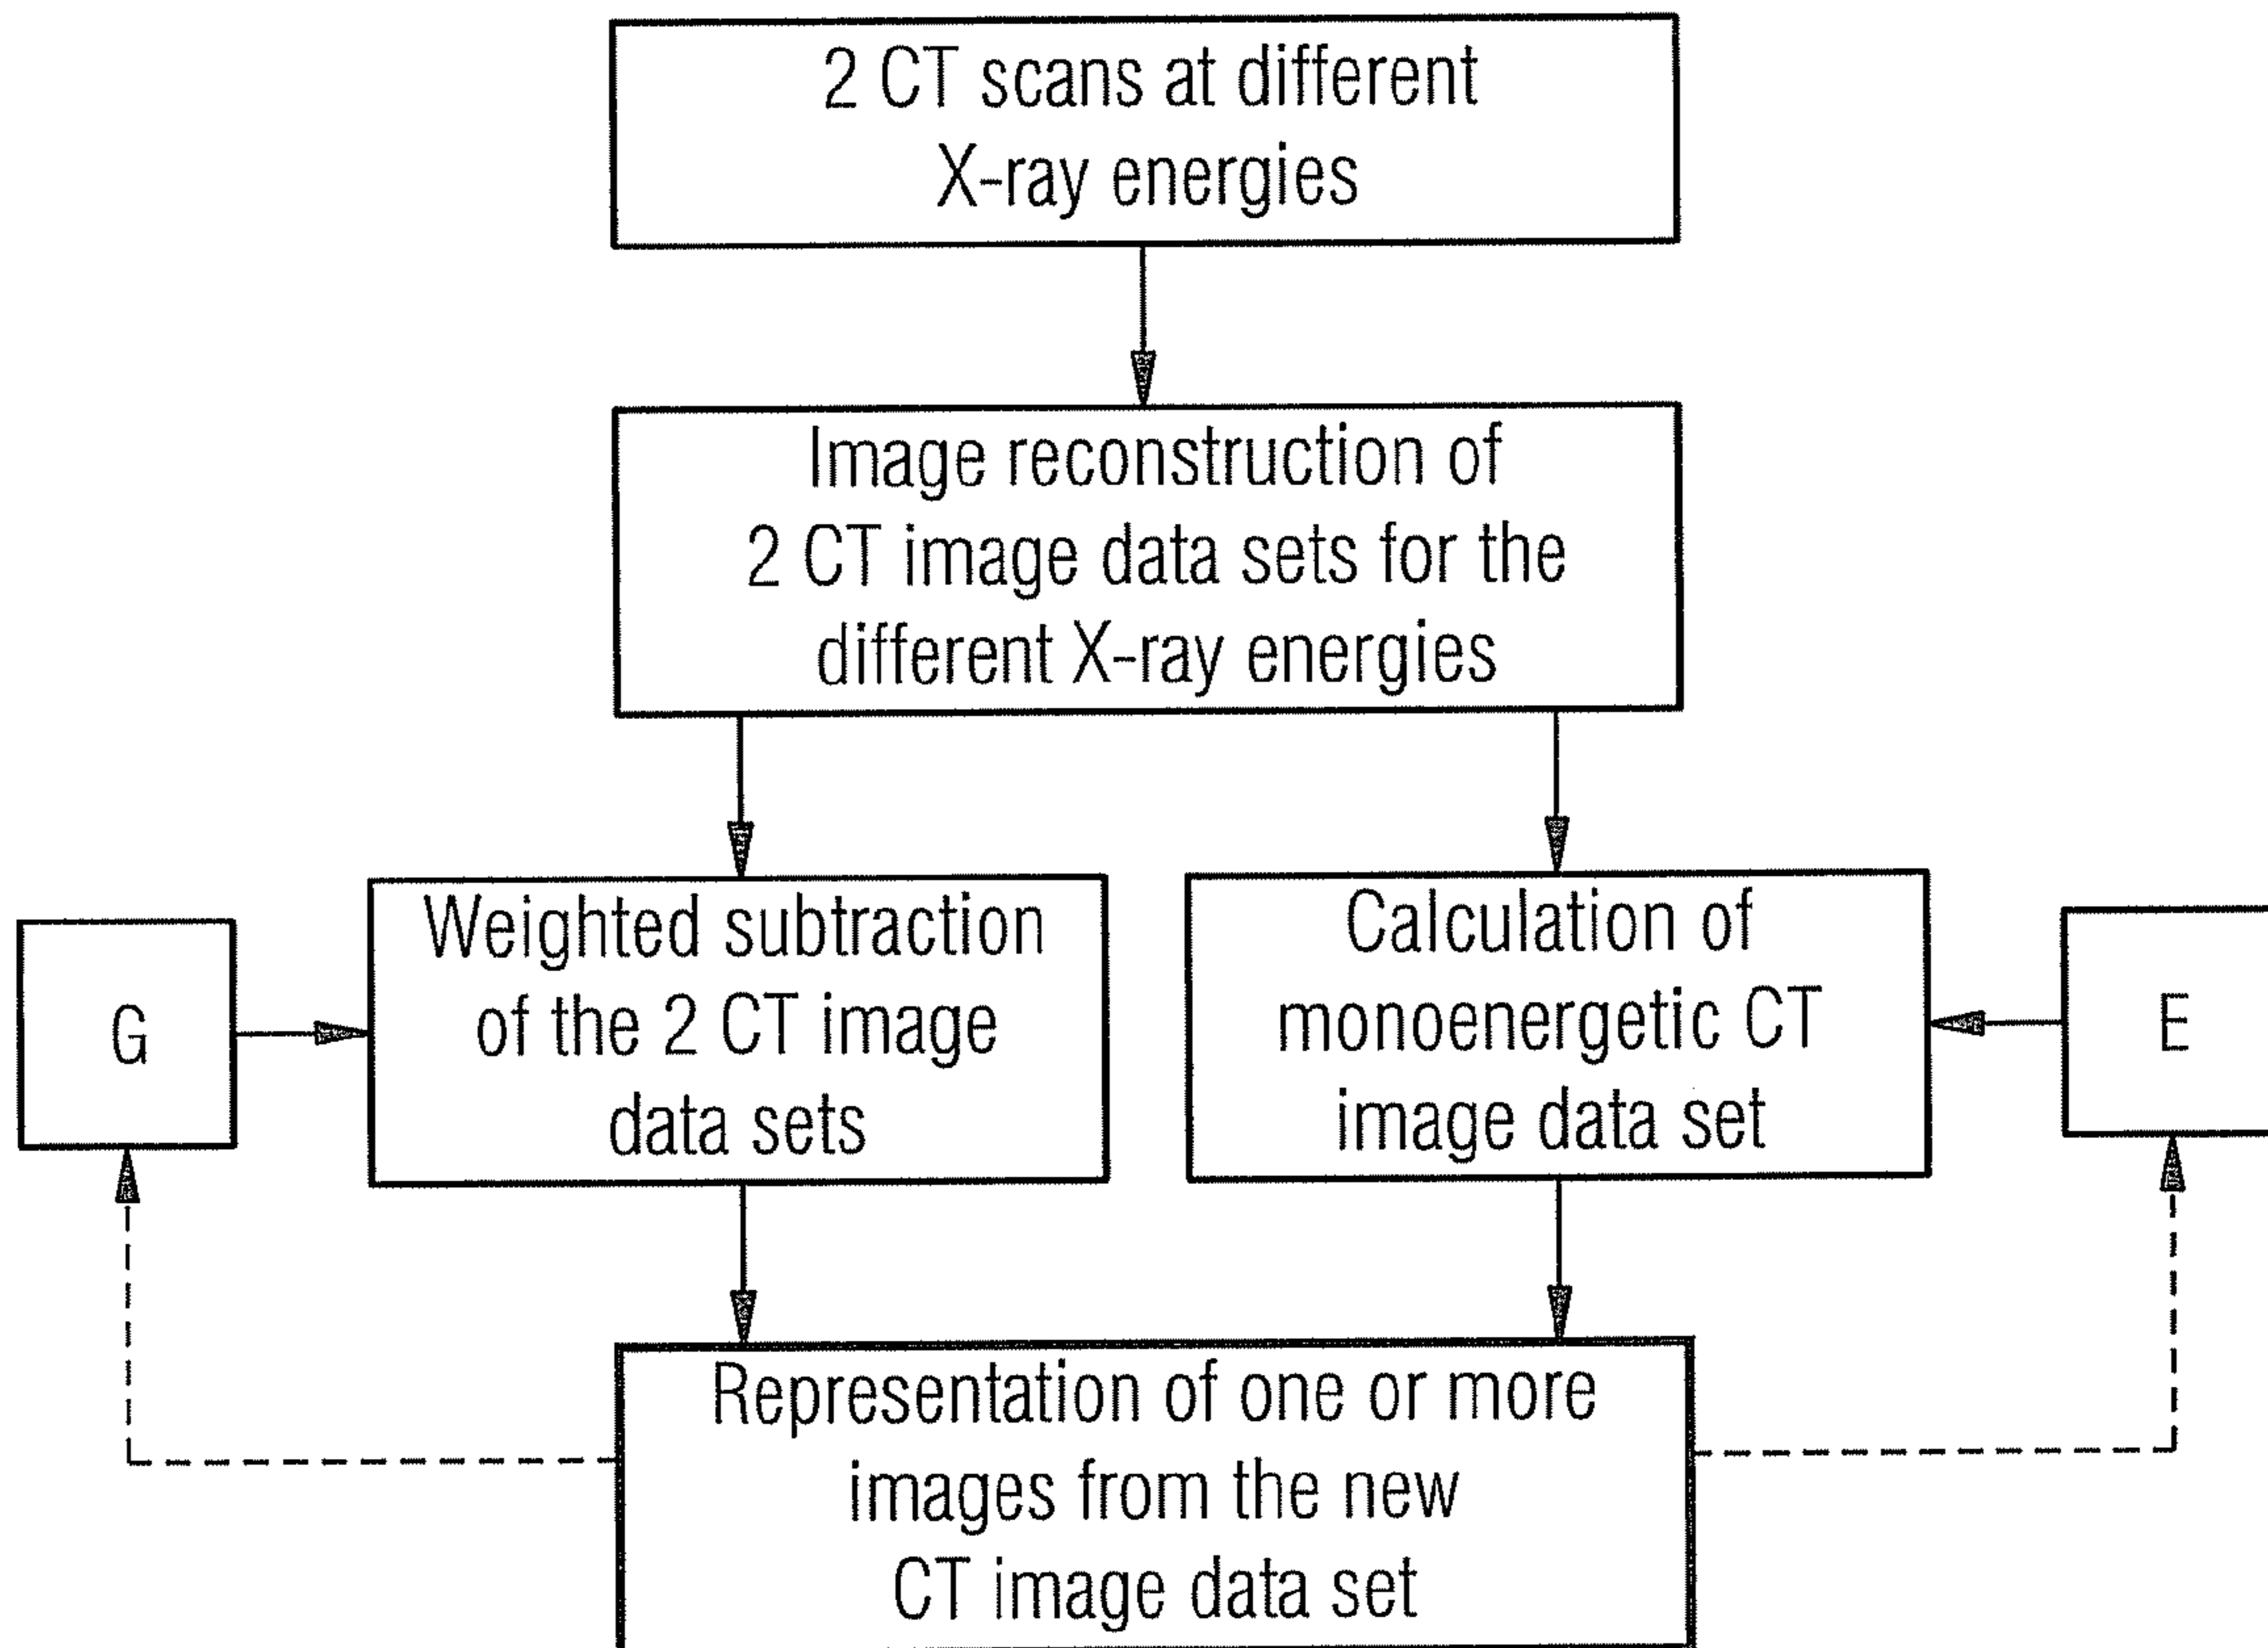 2 CT scans at different
X-ray energies
Image reconstruction of
2 CT image data sets for the
different X-ray energies
G
Weighted subtraction
of the 2 CT image
data sets
Calculation of
monoenergetic CT
image data set
E
Representation of one or more
images from the new
CT image data set